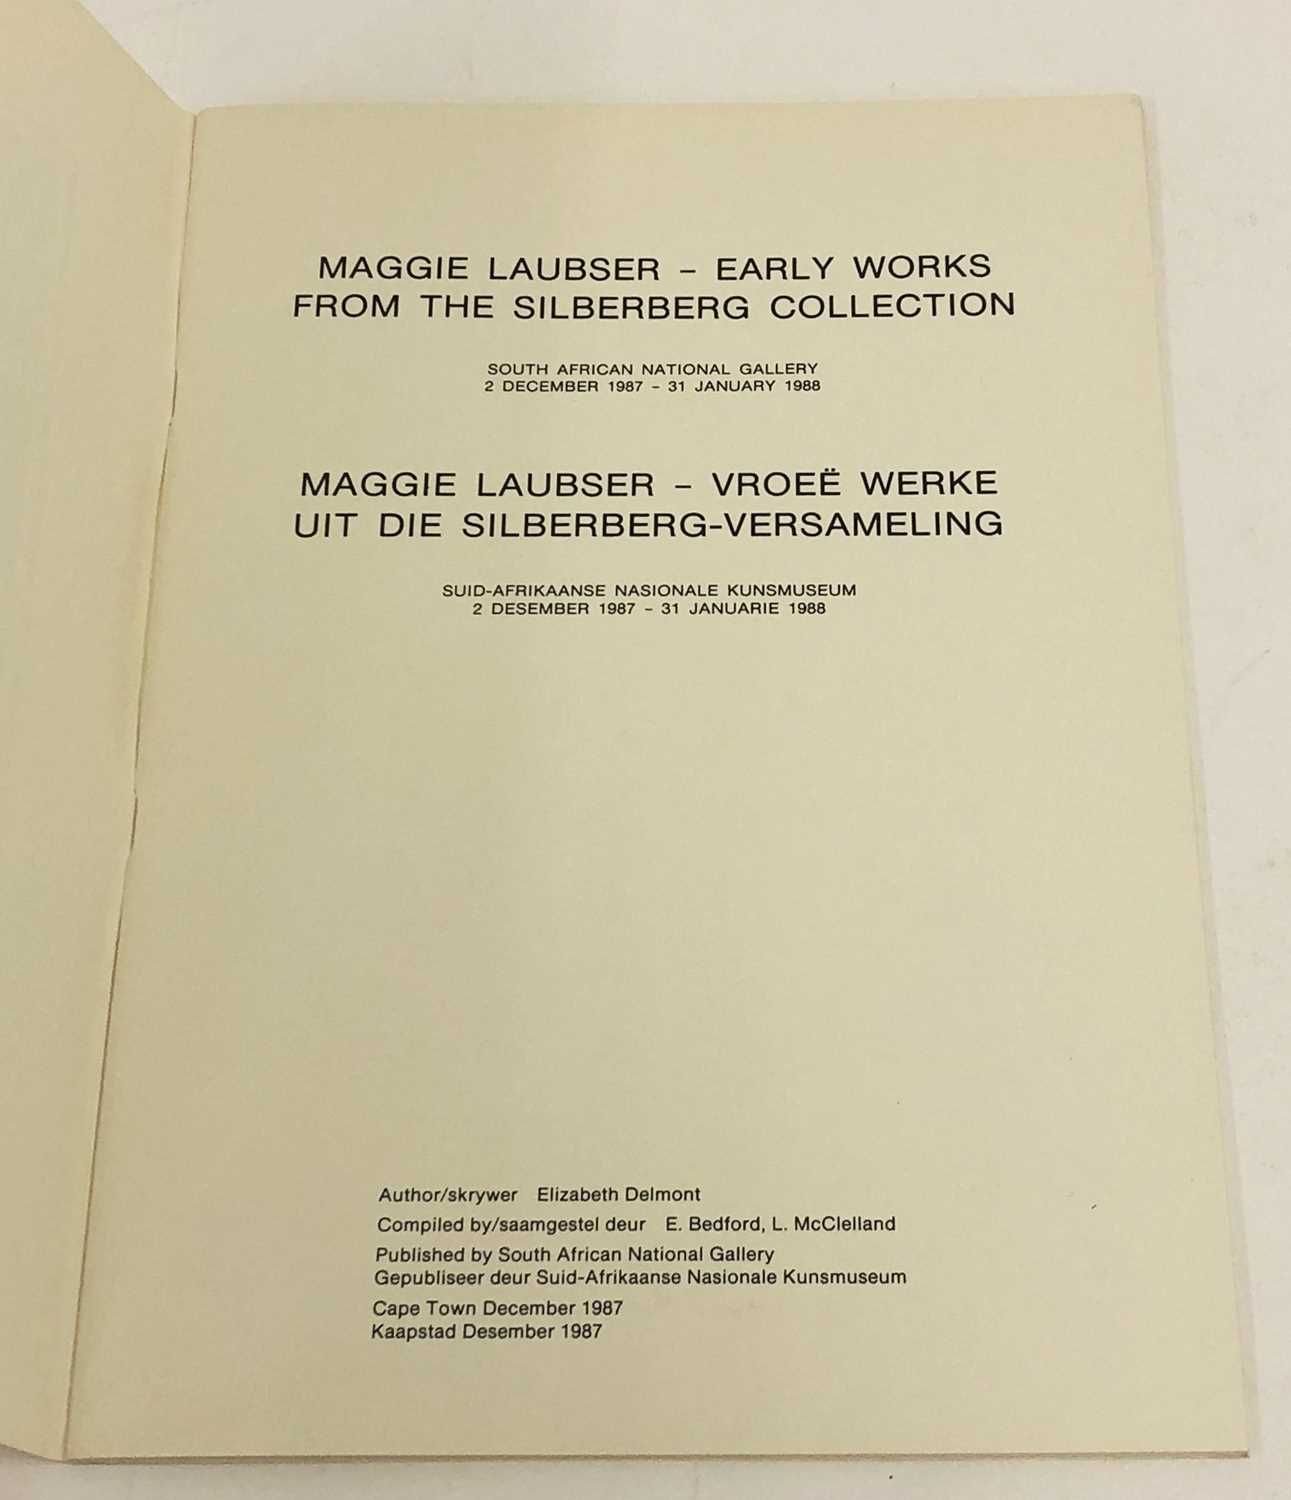 MAGGIE LAUBSER – EARLY WORKS
FROM THE SILBERBERG COLLECTION
SOUTH AFRICAN NATIONAL GALLERY
2 DECEMBER 1987 – 31 JANUARY 1988
MAGGIE LAUBSER – VROEË WERKE
UIT DIE SILBERBERG-VERSAMELING
SUID-AFRIKAANSE NASIONALE KUNSMUSEUM
2 DESEMBER 1987 – 31 JANUARIE 1988
Author/skrywer Elizabeth Delmont
Compiled by/saamgestel deur E. Bedford, L. McClelland
Published by South African National Gallery
Gepubliseer deur Suid-Afrikaanse Nasionale Kunsmuseum
Cape Town December 1987
Kaapstad Desember 1987